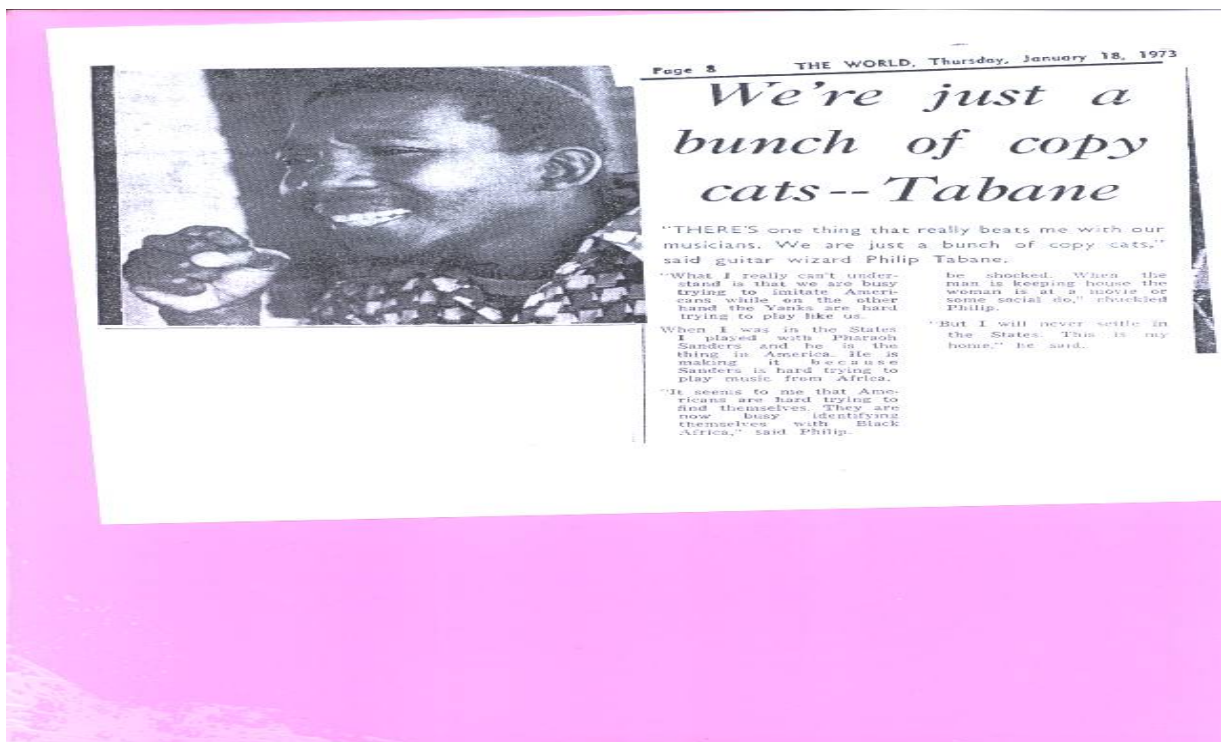 Page 8 THE WORLD, Thursday, January 18, 1973
We're just a
bunch of copy
cats -- Tabane
"THERE'S one thing that really beats me with our
musicians. We are just a bunch of copy cats,"
said guitar wizard Philip Tabane.
"What I really can't under-
stand is that we are busy
trying to imitate Ameri-
cans while on the other
hand the Yanks are hard
trying to play like us.
When I was in the States
I played with Pharaoh
Sanders and he is the
thing in America. He is
making it because
Sanders is hard trying to
play music from Africa.
"It seems to me that Ame-
ricans are hard trying to
find themselves. They are
now busy identifying
themselves with Black
Africa," said Philip.
be shocked. When the
man is keeping house the
woman is at a movie or
some social do," chuckled
Philip.
"But I will never settle in
the States. This is my
home," he said.